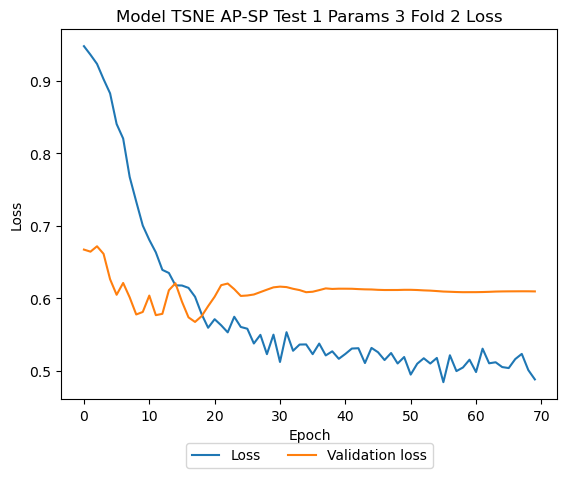 Model TSNE AP-SP Test 1 Params 3 Fold 2 Loss
Loss
0.9
0.8
0.7
0.6
0.5
0 10 20 30 40 50 60 70
Epoch
Loss Validation loss